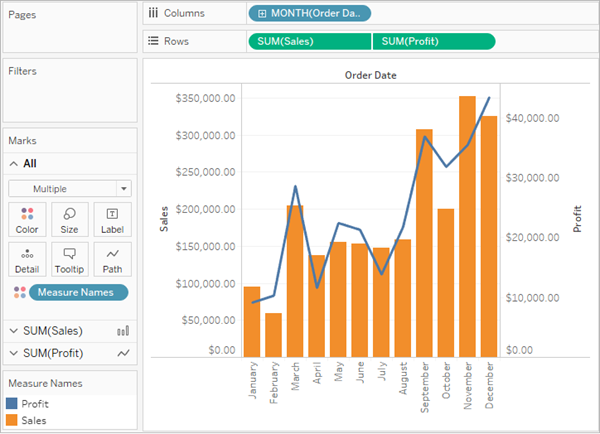 Pages
Columns
MONTH(Order Da..
Rows
SUM(Sales)
SUM(Profit)
Filters
Marks
All
Multiple
Color
Size
Label
Detail
Tooltip
Path
Measure Names
SUM(Sales)
SUM(Profit)
Measure Names
Profit
Sales
Order Date
Sales
$350,000.00
$300,000.00
$250,000.00
$200,000.00
$150,000.00
$100,000.00
$50,000.00
$0.00
Profit
$40,000.00
$30,000.00
$20,000.00
$10,000.00
$0.00
January
February
March
April
May
June
July
August
September
October
November
December